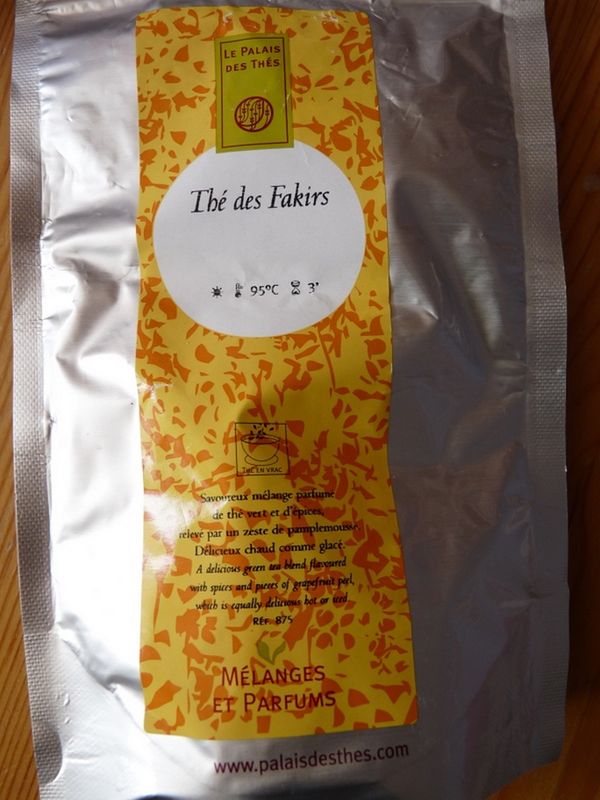 LE PALAIS
DES THÉS
Thé des Fakirs
95°C 3'
THÉ EN VRAC
Savoureux mélange parfumé
de thé vert et d'épices,
relevé par un zeste de pamplemousse.
Délicieux chaud comme glacé.
A delicious green tea blend flavoured
with spices and pieces of grapefruit peel,
which is equally delicious hot or iced.
RÉF. 875
MÉLANGES
ET PARFUMS
www.palaisdesthes.com